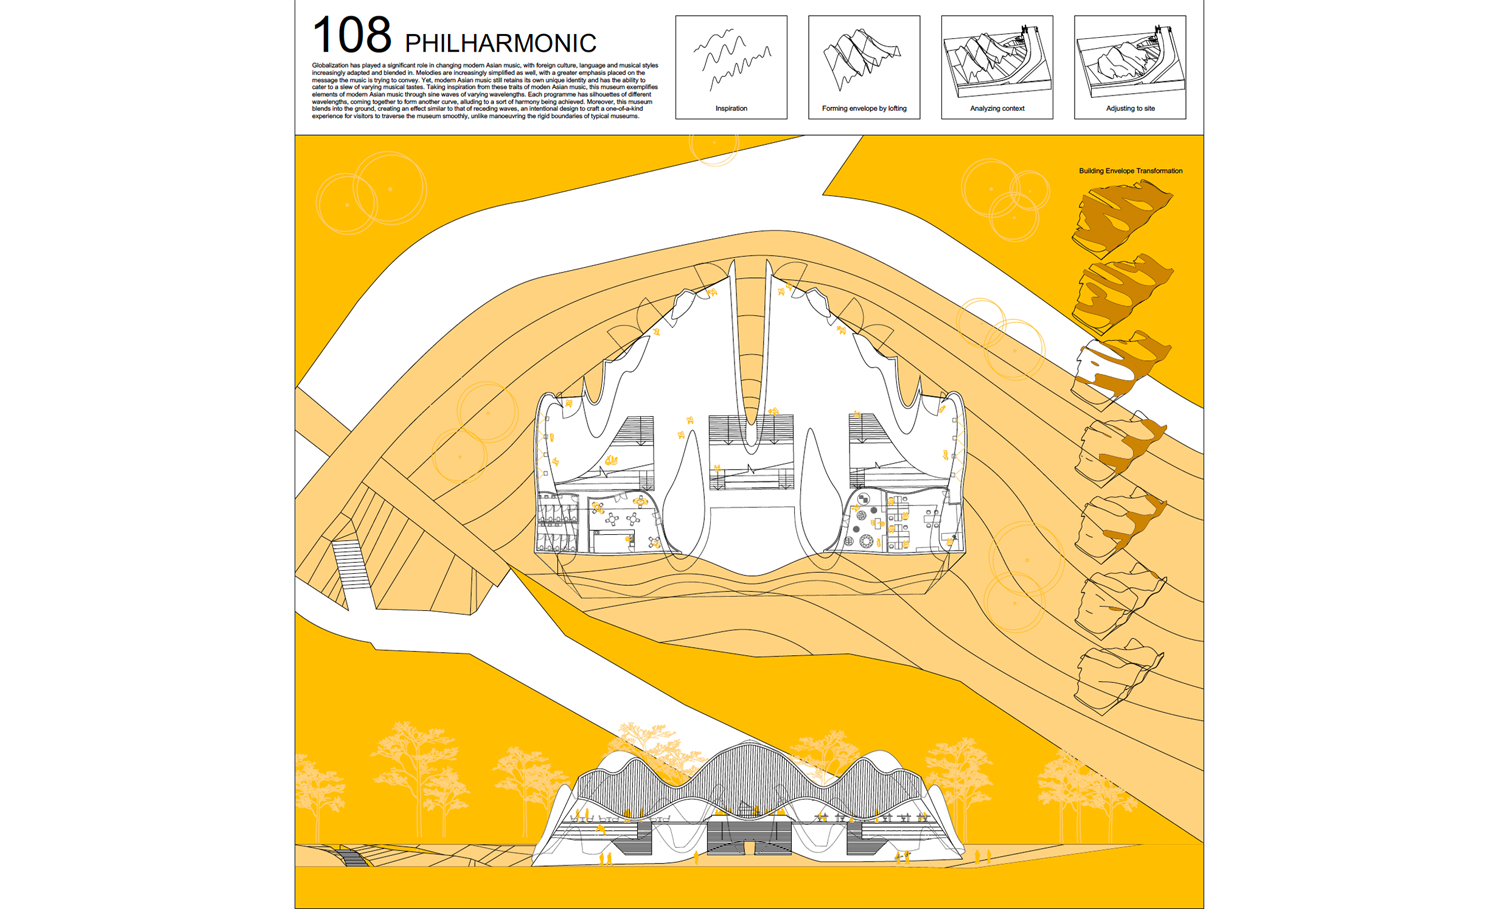 108 PHILHARMONIC
Globalization has played a significant role in changing modern Asian music, with foreign culture, language and musical styles
increasingly adapted and blended in. Melodies are increasingly simplified as well, with a greater emphasis placed on the
message the music is trying to convey. Yet, modern Asian music still retains its own unique identity and has the ability to
cater to a slew of varying musical tastes. Taking inspiration from these traits of moden Asian music, this museum exemplifies
elements of modern Asian music through sine waves of varying wavelengths. Each programme has silhouettes of different
wavelengths, coming together to form another curve, alluding to a sort of harmony being achieved. Moreover, this museum
blends into the ground, creating an effect similar to that of receding waves, an intentional design to craft a one-of-a-kind
experience for visitors to traverse the museum smoothly, unlike manoeuvring the rigid boundaries of typical museums.
Inspiration
Forming envelope by lofting
Analyzing context
Adjusting to site
Building Envelope Transformation